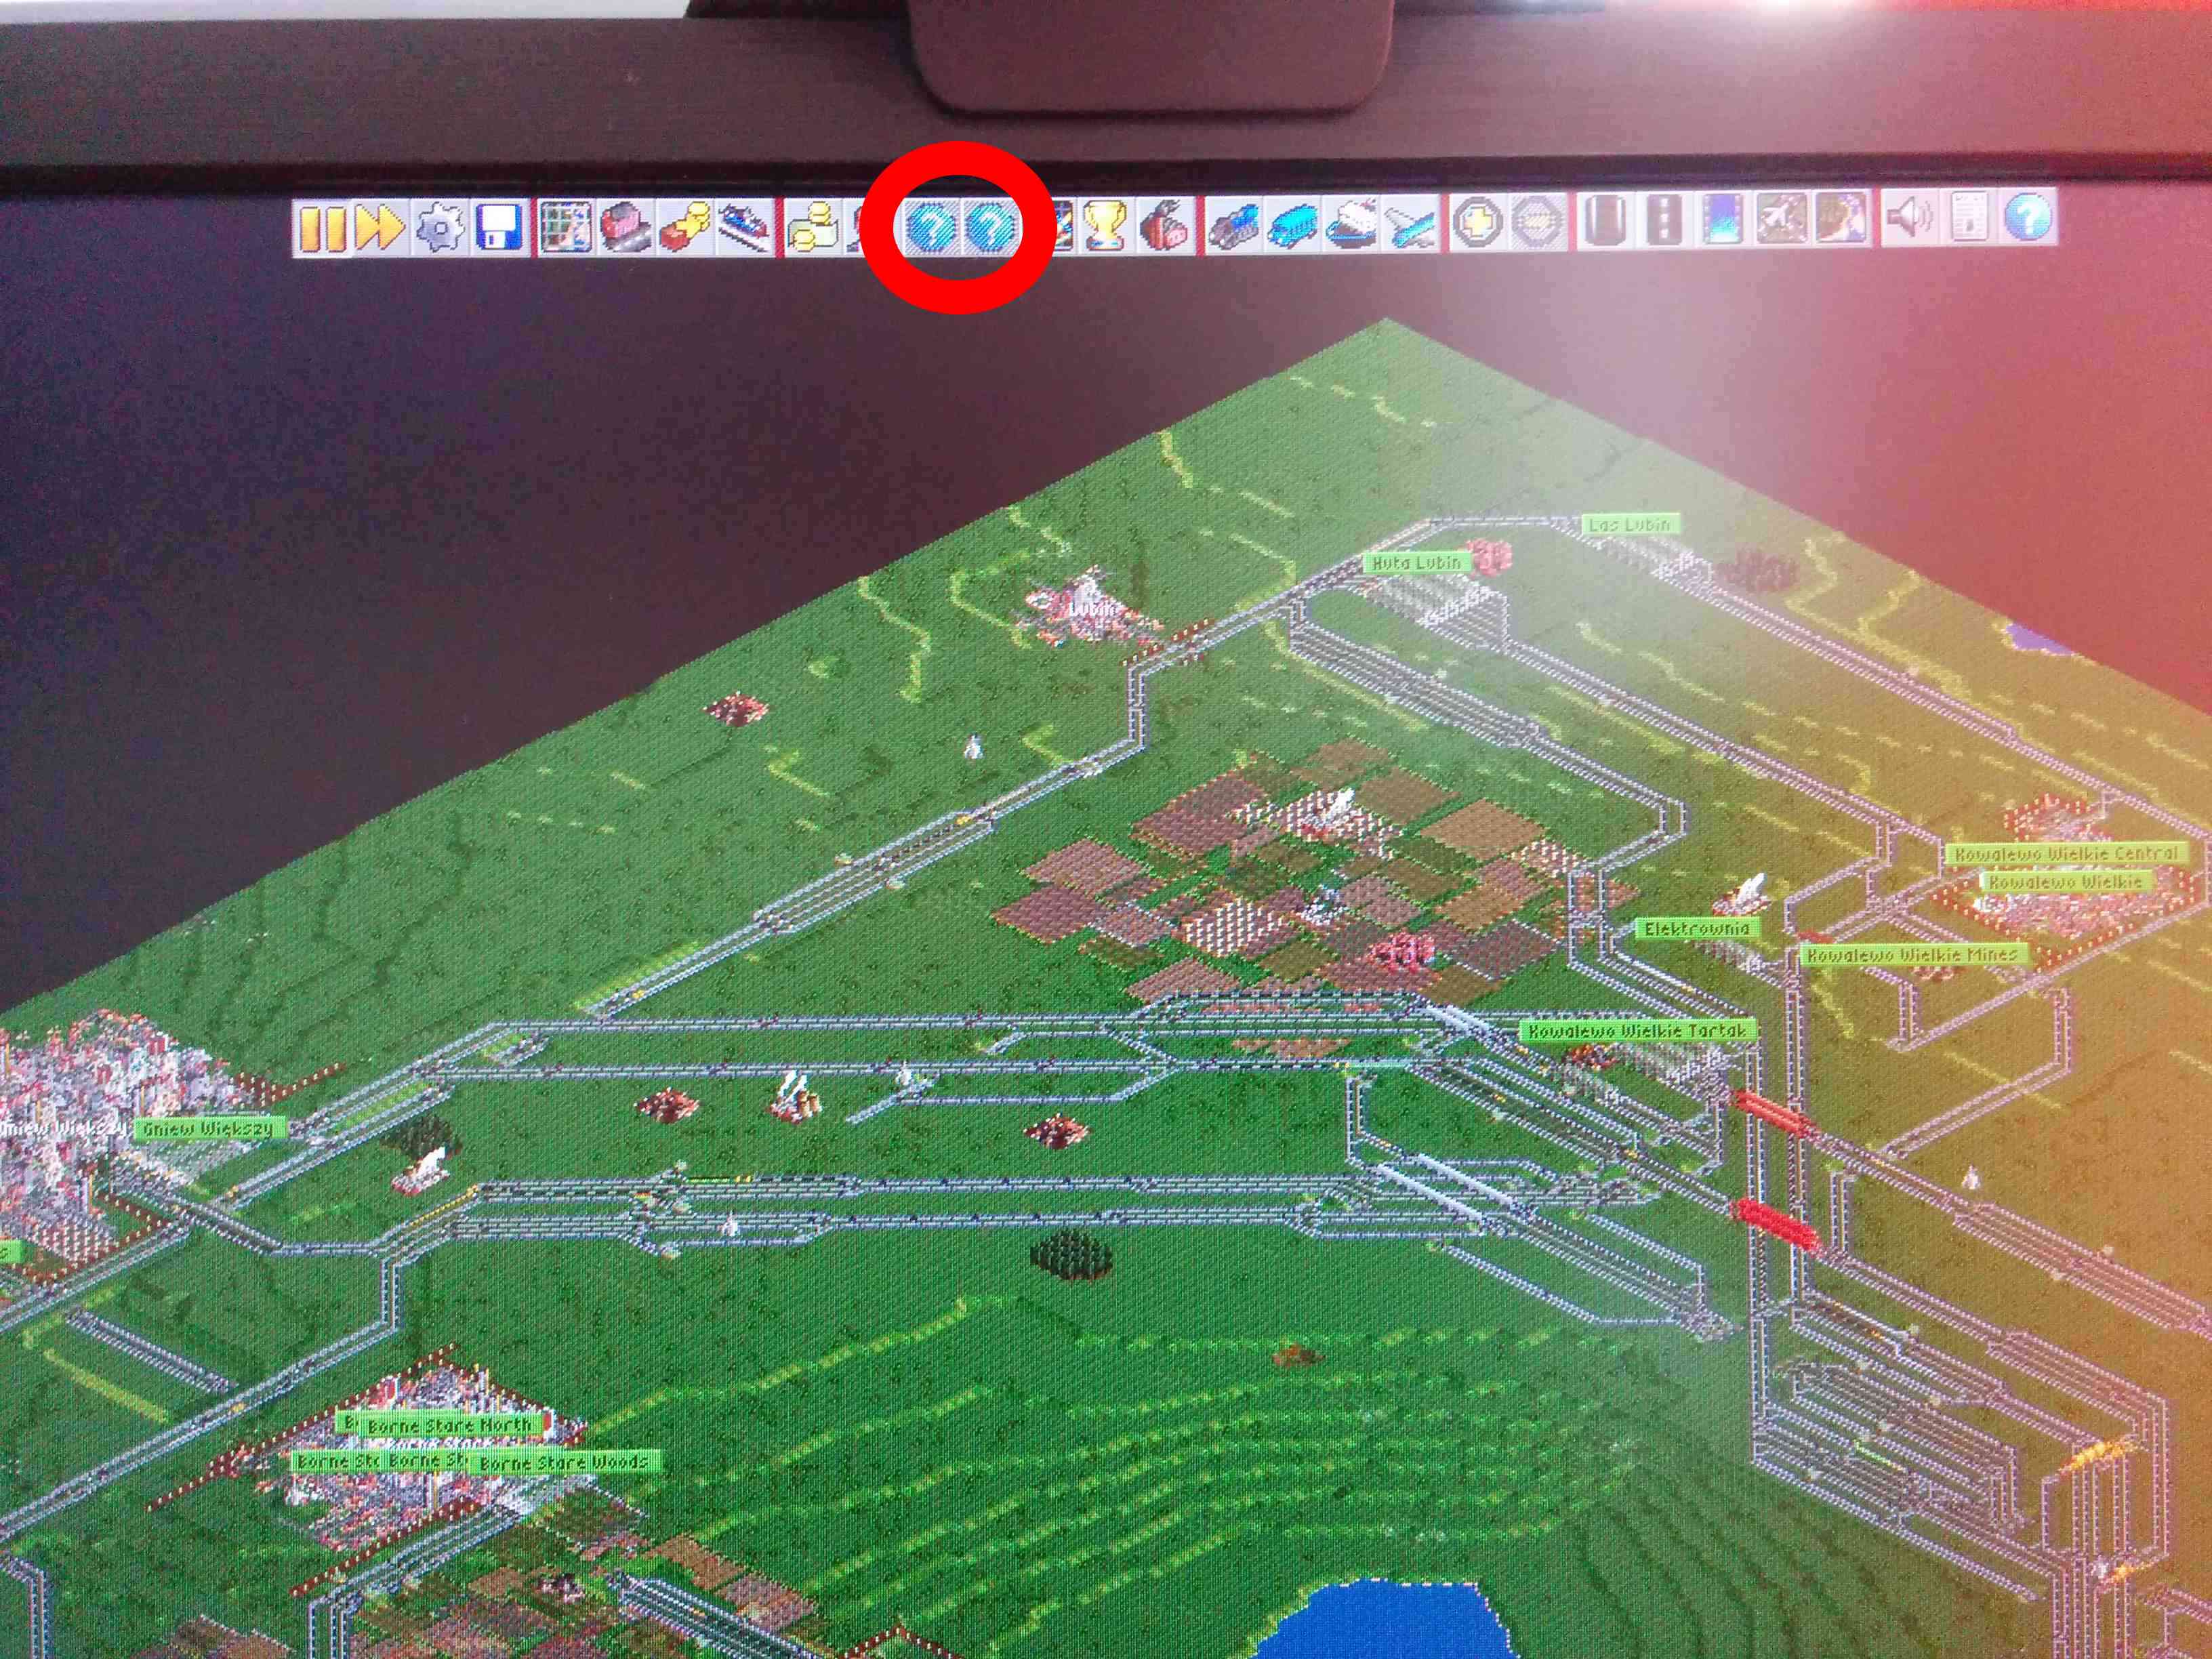 ? ? ?
Las Lubin
Huta Lubin
Lubin
Kowalewo Wielkie Central
Kowalewo Wielkie
Elektrownia
Kowalewo Wielkie Mines
Kowalewo Wielkie Tartak
Gniew Większy Gniew Większy
Borne Stare North
Borne Stare
Borne Sta Borne St Borne Stare Woods